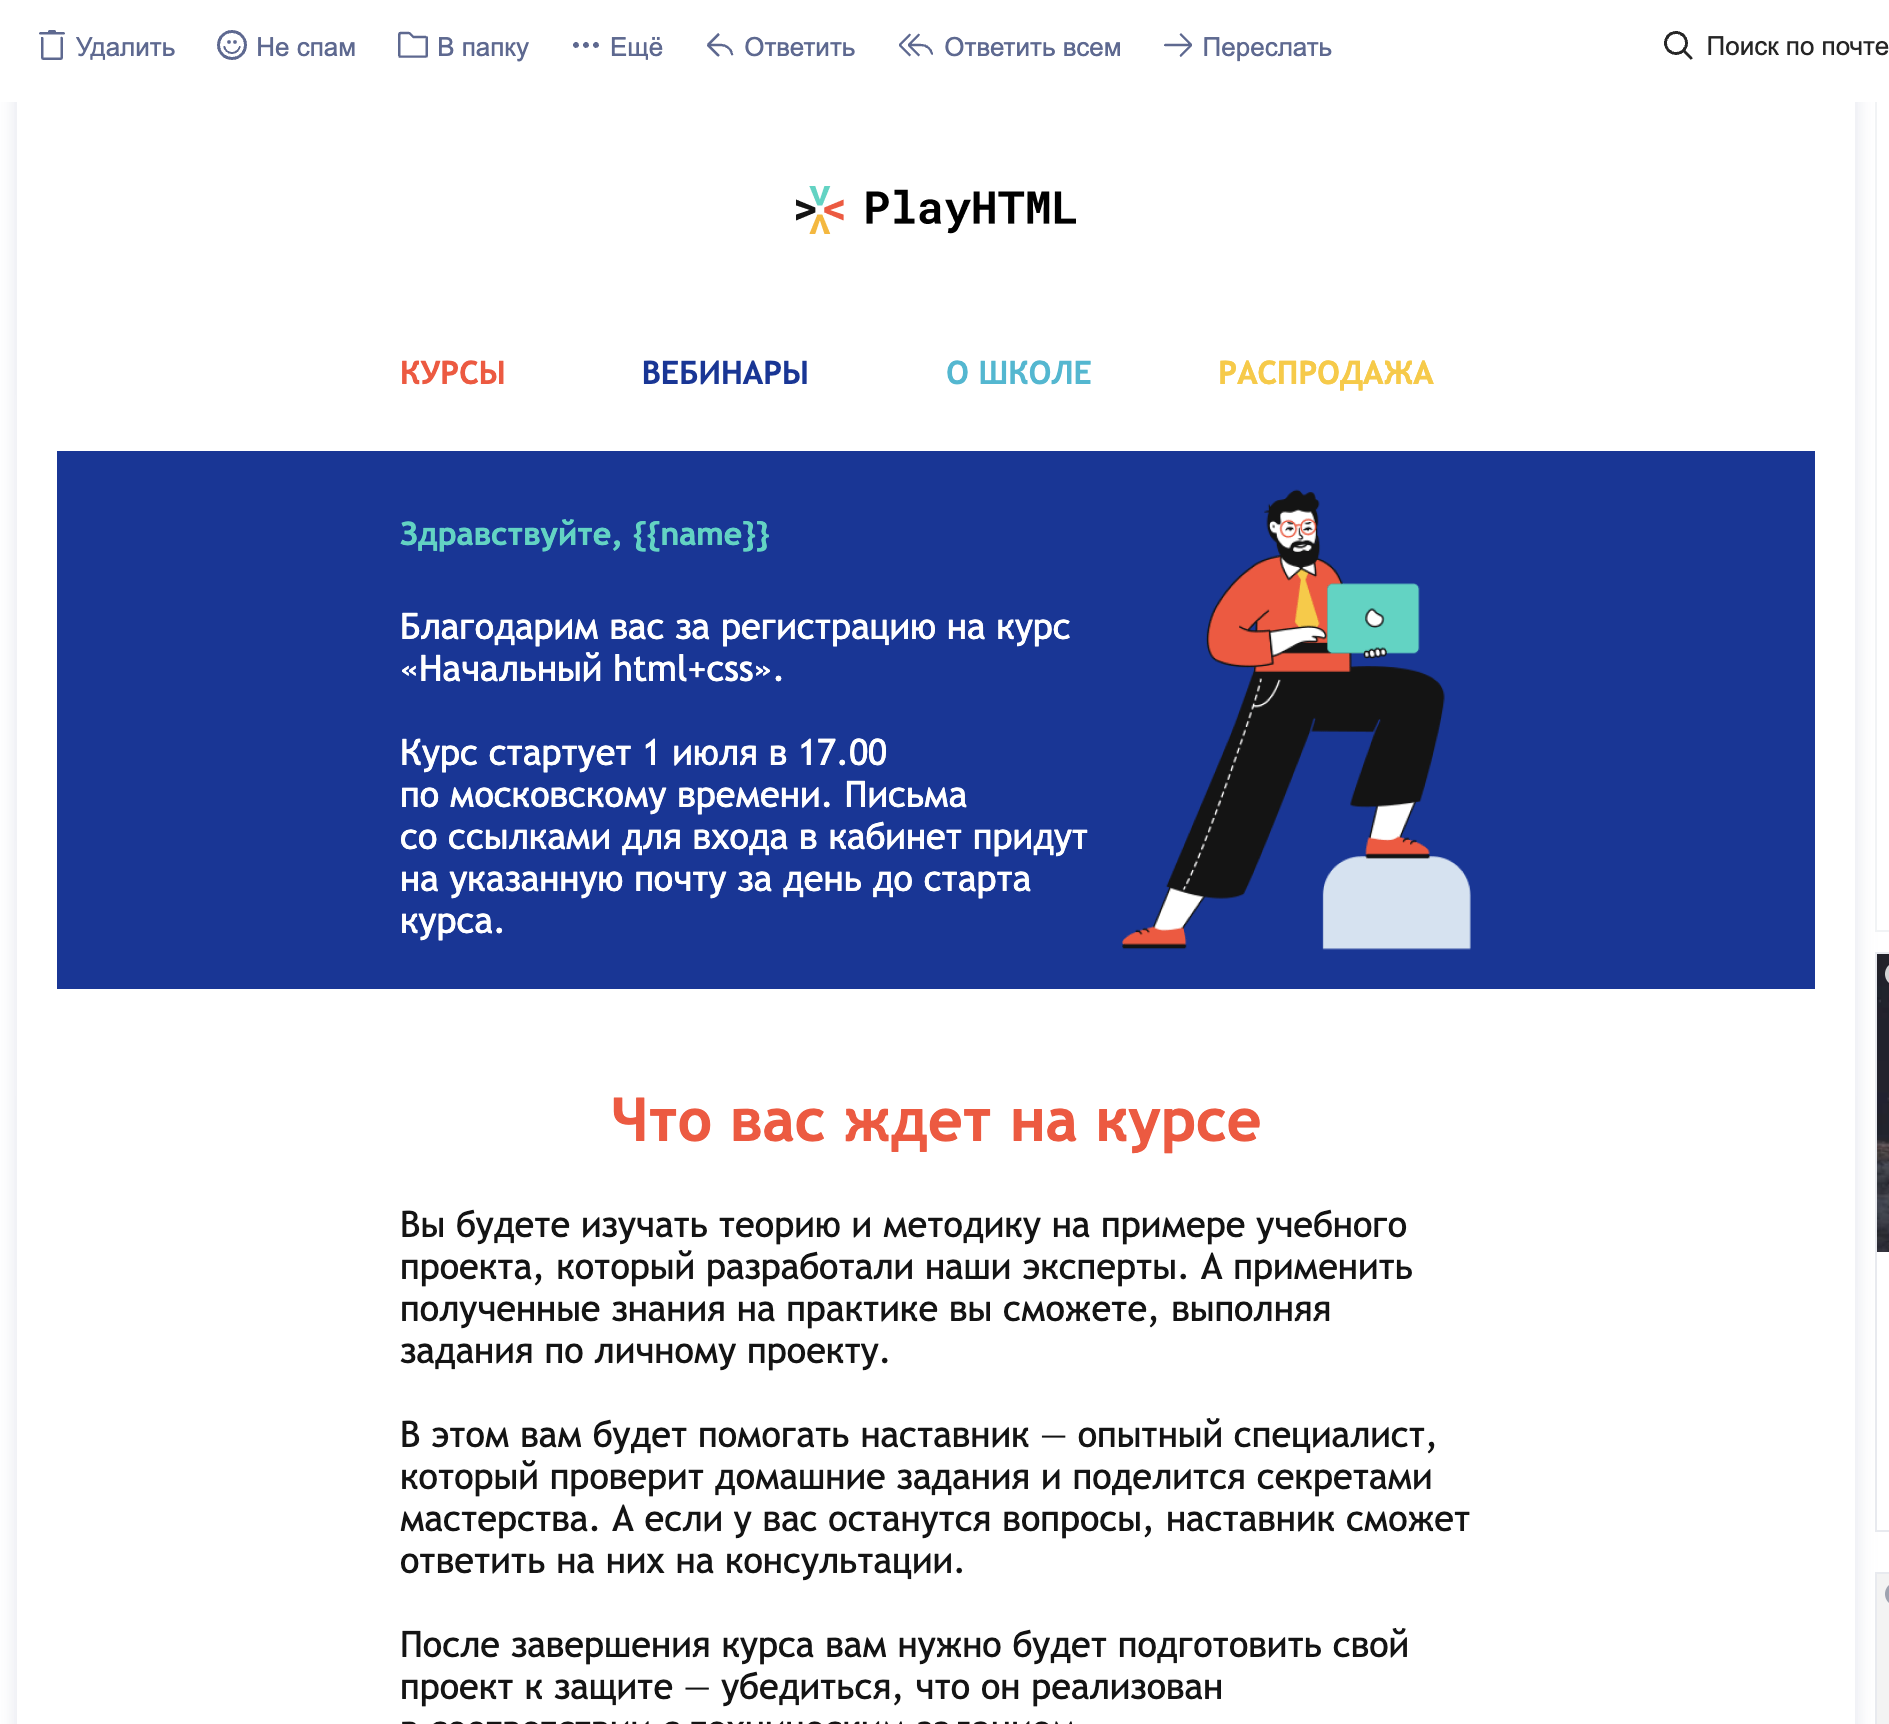 Удалить Не спам В папку Ещё Ответить Ответить всем Переслать Поиск по почте
PlayHTML
КУРСЫ ВЕБИНАРЫ О ШКОЛЕ РАСПРОДАЖА
Здравствуйте, {{name}}
Благодарим вас за регистрацию на курс
«Начальный html+css».
Курс стартует 1 июля в 17.00
по московскому времени. Письма
со ссылками для входа в кабинет придут
на указанную почту за день до старта
курса.
Что вас ждет на курсе
Вы будете изучать теорию и методику на примере учебного
проекта, который разработали наши эксперты. А применить
полученные знания на практике вы сможете, выполняя
задания по личному проекту.
В этом вам будет помогать наставник — опытный специалист,
который проверит домашние задания и поделится секретами
мастерства. А если у вас останутся вопросы, наставник сможет
ответить на них на консультации.
После завершения курса вам нужно будет подготовить свой
проект к защите — убедиться, что он реализован
в соответствии с техническим заданием